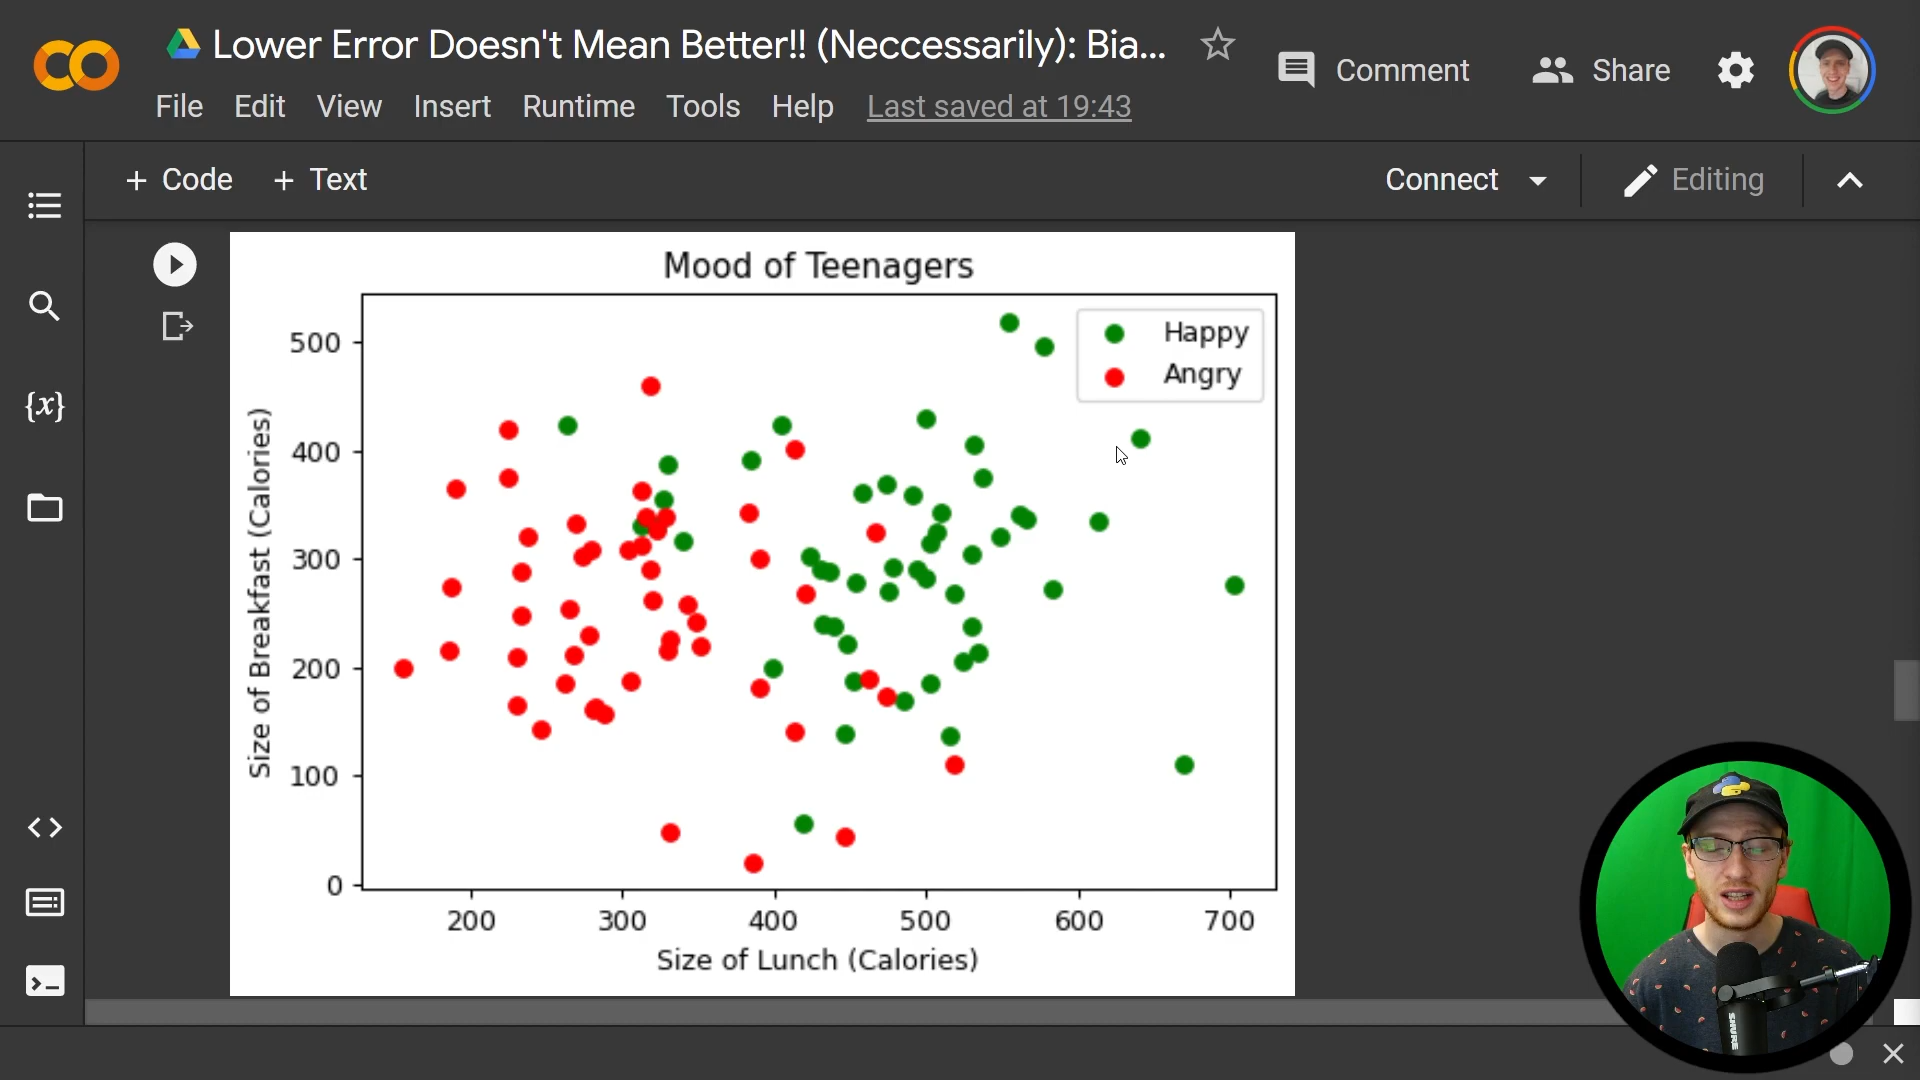 Lower Error Doesn't Mean Better!! (Neccessarily): Bia...
Comment
Share
File Edit View Insert Runtime Tools Help Last saved at 19:43
+ Code + Text
Connect
Editing
{x}
Mood of Teenagers
Happy
Angry
Size of Breakfast (Calories)
500
400
300
200
100
0
200 300 400 500 600 700
Size of Lunch (Calories)
SHURE